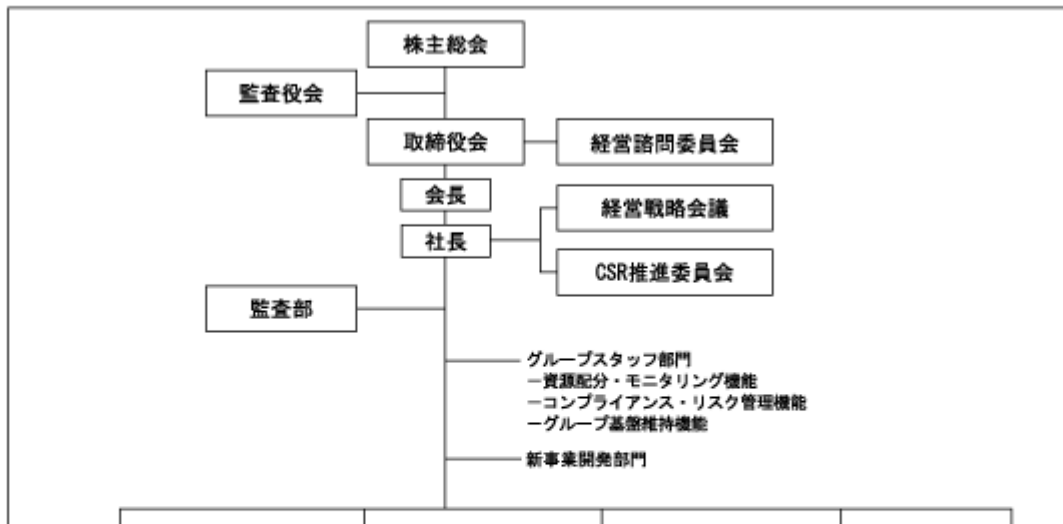 株主総会
監査役会
取締役会
経営諮問委員会
会長
経営戦略会議
社長
CSR推進委員会
監査部
グループスタッフ部門
－資源配分・モニタリング機能
－コンプライアンス・リスク管理機能
－グループ基盤維持機能
新事業開発部門